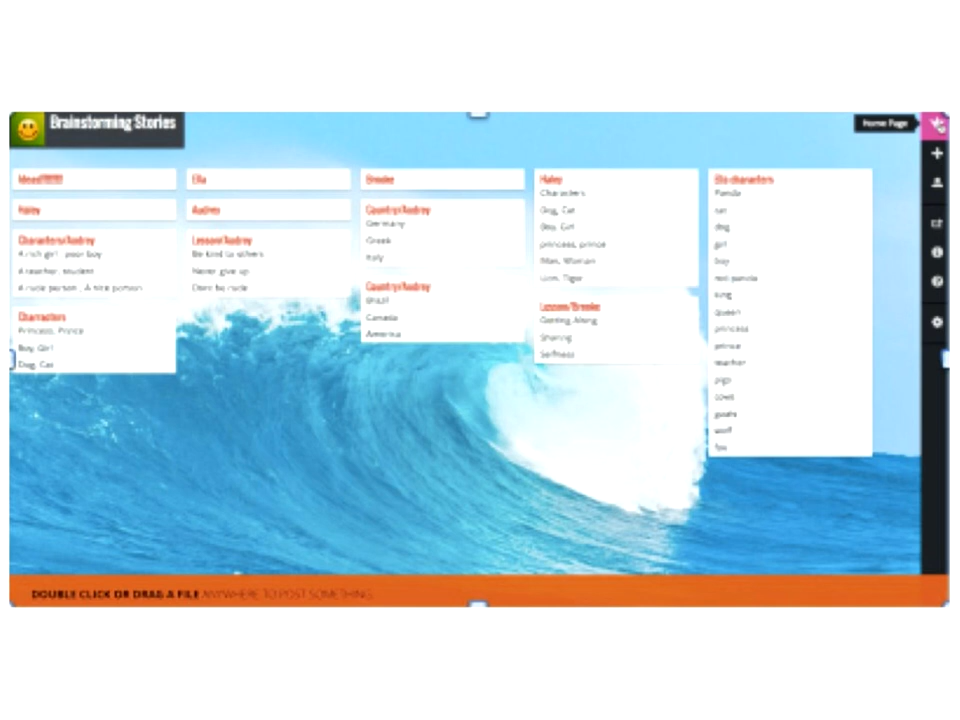 Brainstorming Stories
Home Page
Ideas!!!!!!!!
Haley
Characters/Audrey
A rich girl, poor boy
A teacher, student
A rude person, A nice person
Characters
Princess, Prince
Boy, Girl
Dog, Cat
Ella
Audrey
Lesson/Audrey
Be kind to others
Never give up
Dont be rude
Brooke
Country/Audrey
Germany
Greek
Italy
Country/Audrey
Brazil
Canada
America
Haley
Characters
Dog, Cat
Boy, Girl
princess, prince
Man, Woman
Lion, Tiger
Lesson/Brooke
Getting Along
Sharing
Ella characters
Panda
cat
dog
girl
boy
red panda
king
queen
princess
prince
teacher
pigs
cows
goats
wolf
fox
DOUBLE CLICK OR DRAG A FILE ANYWHERE TO POST SOMETHING